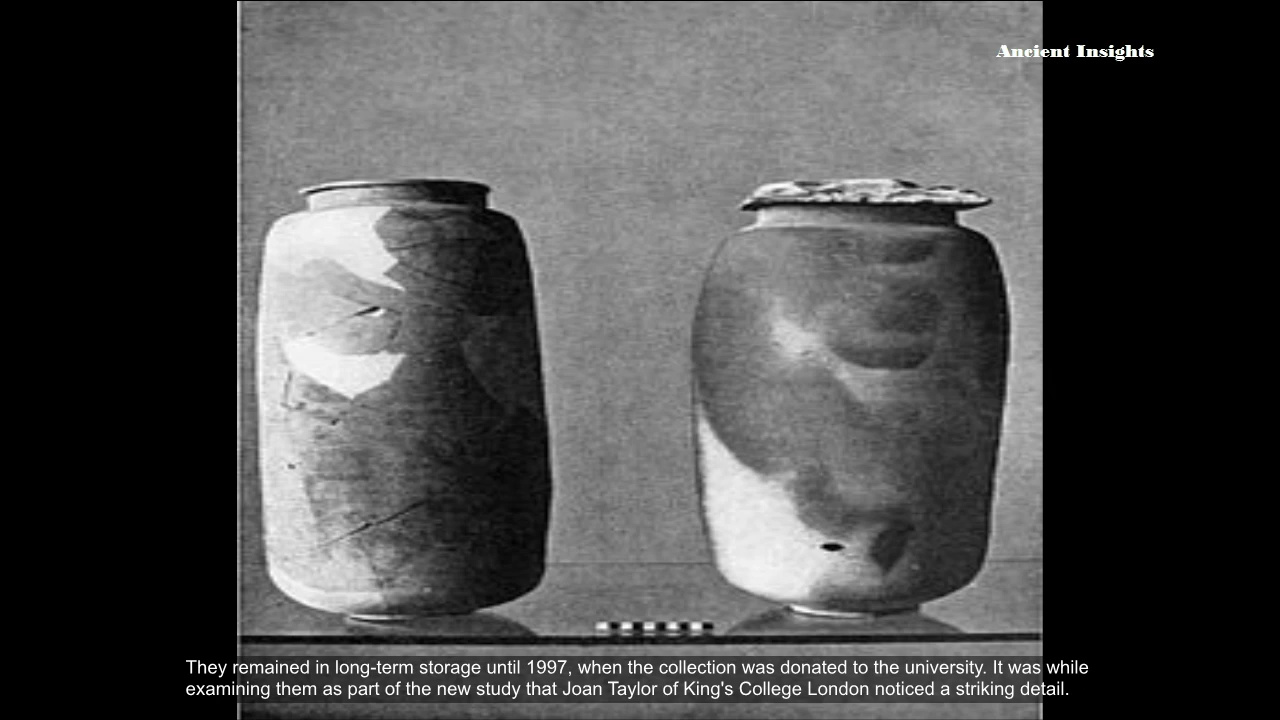 Ancient Insights
They remained in long-term storage until 1997, when the collection was donated to the university. It was while
examining them as part of the new study that Joan Taylor of King's College London noticed a striking detail.